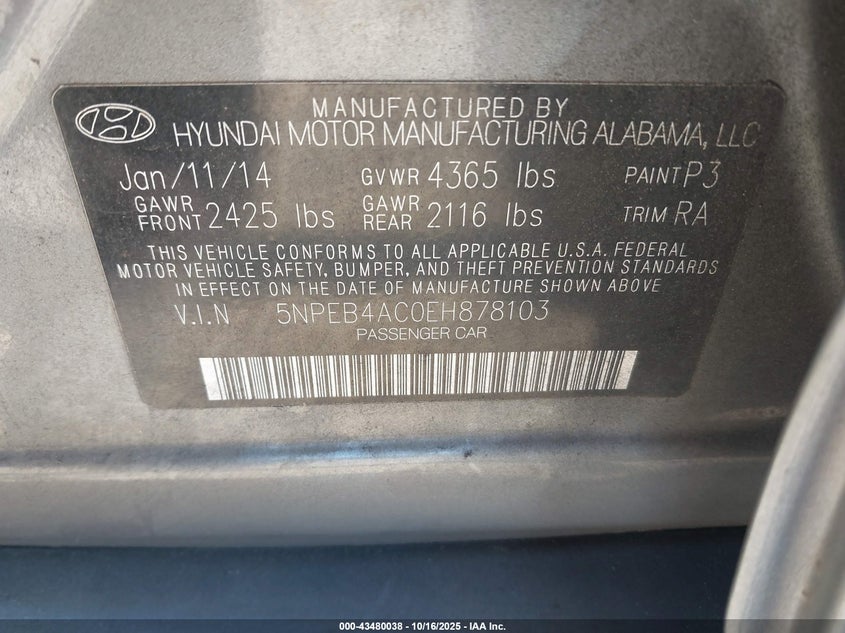 MANUFACTURED BY
HYUNDAI MOTOR MANUFACTURING ALABAMA, LLC
Jan/11/14 GVWR 4365 lbs PAINT P3
GAWR FRONT 2425 lbs GAWR REAR 2116 lbs TRIM RA
THIS VEHICLE CONFORMS TO ALL APPLICABLE U.S.A. FEDERAL
MOTOR VEHICLE SAFETY, BUMPER, AND THEFT PREVENTION STANDARDS
IN EFFECT ON THE DATE OF MANUFACTURE SHOWN ABOVE
V.I.N 5NPEB4AC0EH878103
PASSENGER CAR
000-43480038 - 10/16/2025 - IAA Inc.